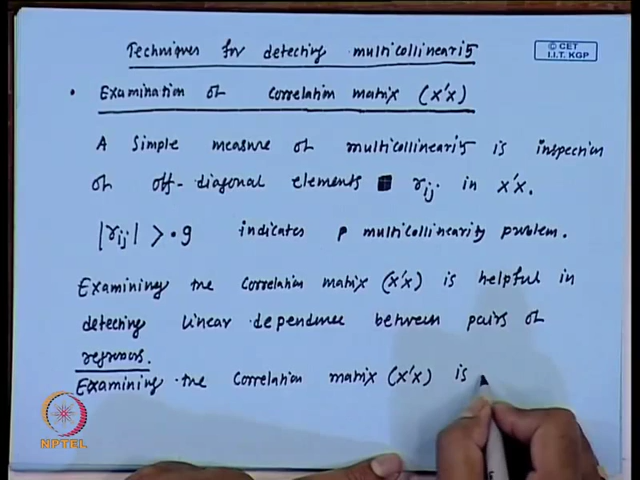 Techniques for detecting multicollinearity
© CET
I.I.T. KGP
• Examination of Correlation matrix (X'X)
A Simple measure of multicollinearity is inspection
of off-diagonal elements rij in X'X.
|rij| > .9 indicates multicollinearity problem.
Examining the Correlation matrix (X'X) is helpful in
detecting linear dependence between pairs of
regressors.
Examining the Correlation matrix (X'X) is
NPTEL